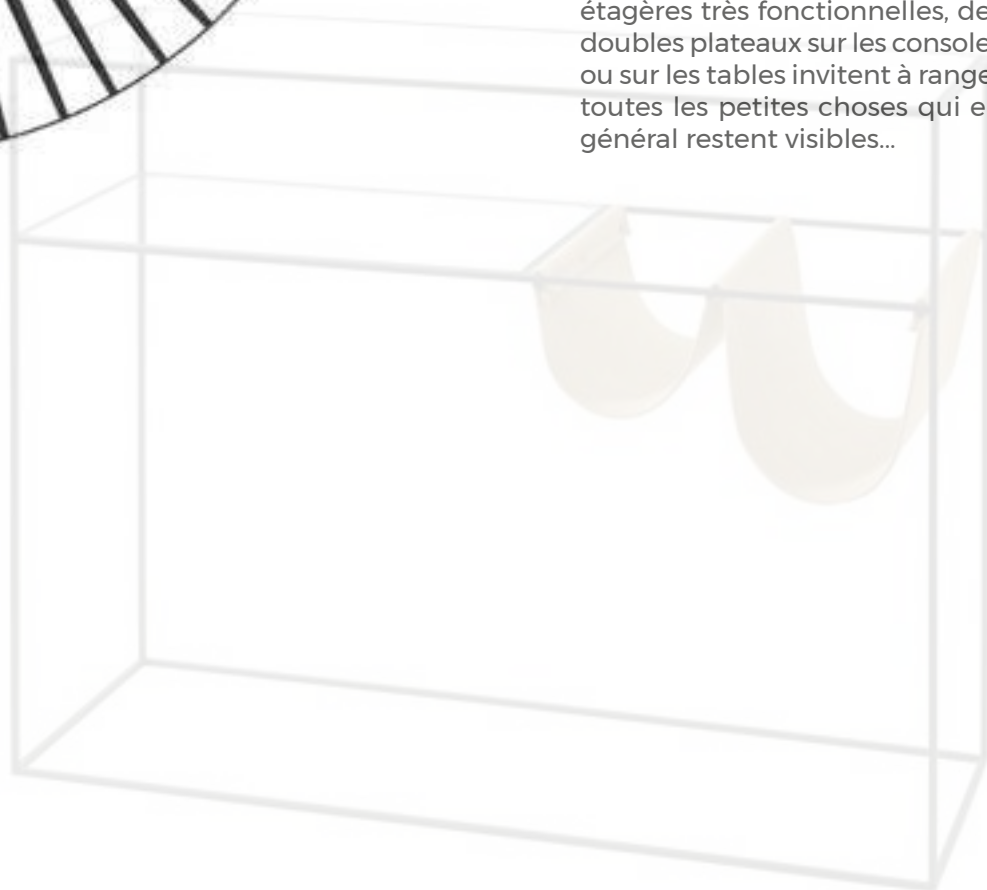 étagères très fonctionnelles, de
doubles plateaux sur les console
ou sur les tables invitent à range
toutes les petites choses qui e
général restent visibles...